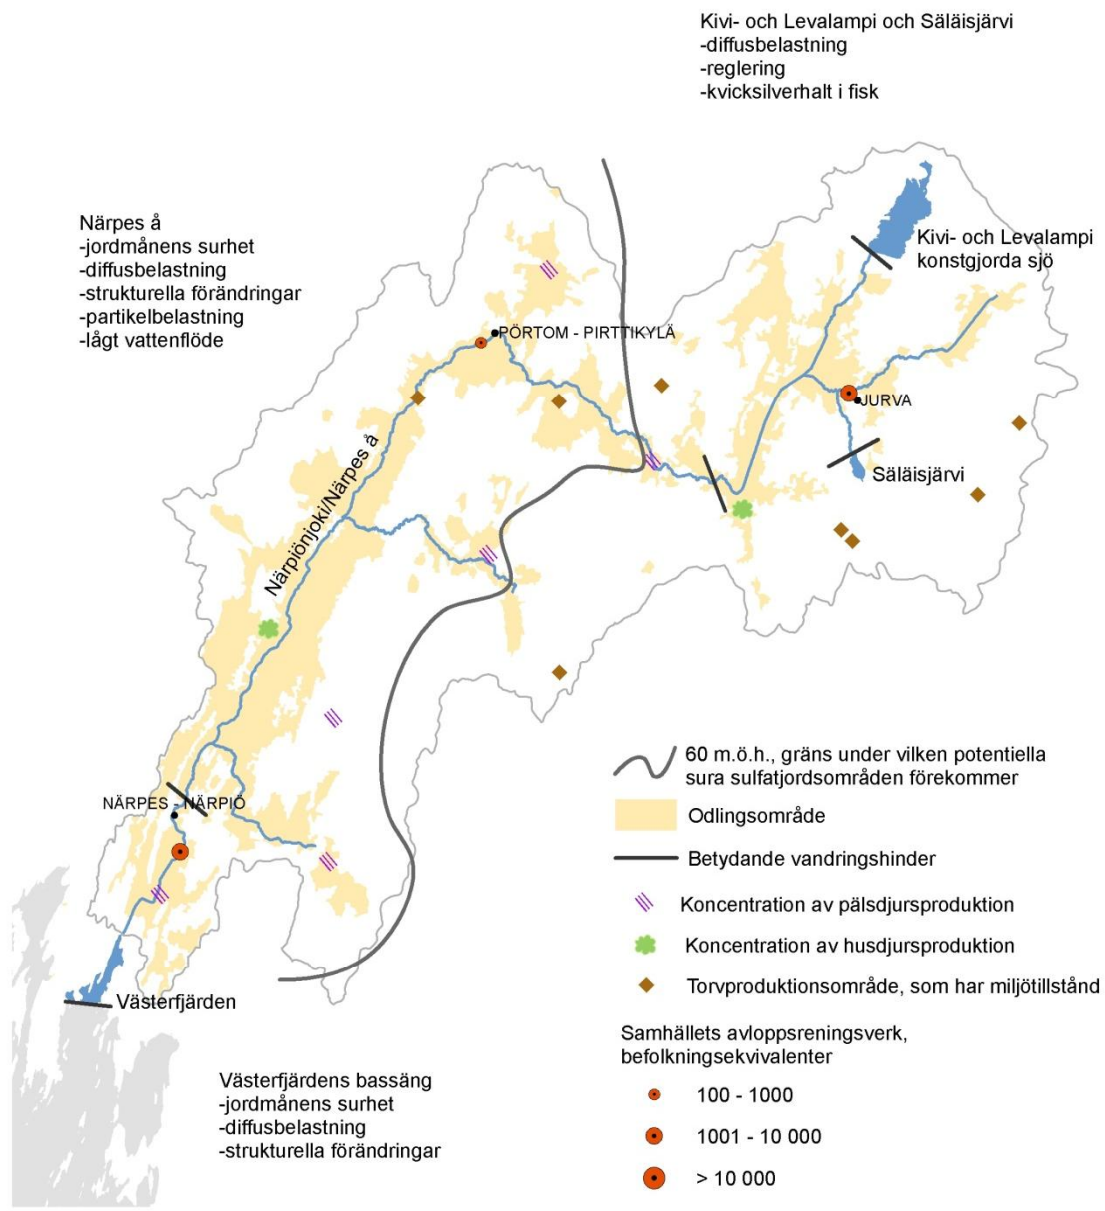 Kivi- och Levalampi och Säläisjärvi
-diffusbelastning
-reglering
-kvicksilverhalt i fisk
Närpes å
-jordmånens surhet
-diffusbelastning
-strukturella förändringar
-partikelbelastning
-lågt vattenflöde
Kivi- och Levalampi
konstgjorda sjö
PÖRTOM - PIRTTIKYLÄ
JURVA
Säläisjärvi
Närpiönjoki/Närpes å
NÄRPES - NÄRPIÖ
Västerfjärden
60 m.ö.h., gräns under vilken potentiella
sura sulfatjordsområden förekommer
Odlingsområde
Betydande vandringshinder
Koncentration av pälsdjursproduktion
Koncentration av husdjursproduktion
Torvproduktionsområde, som har miljötillstånd
Samhällets avloppsreningsverk,
befolkningsekvivalenter
100 - 1000
1001 - 10 000
> 10 000
Västerfjärdens bassäng
-jordmånens surhet
-diffusbelastning
-strukturella förändringar